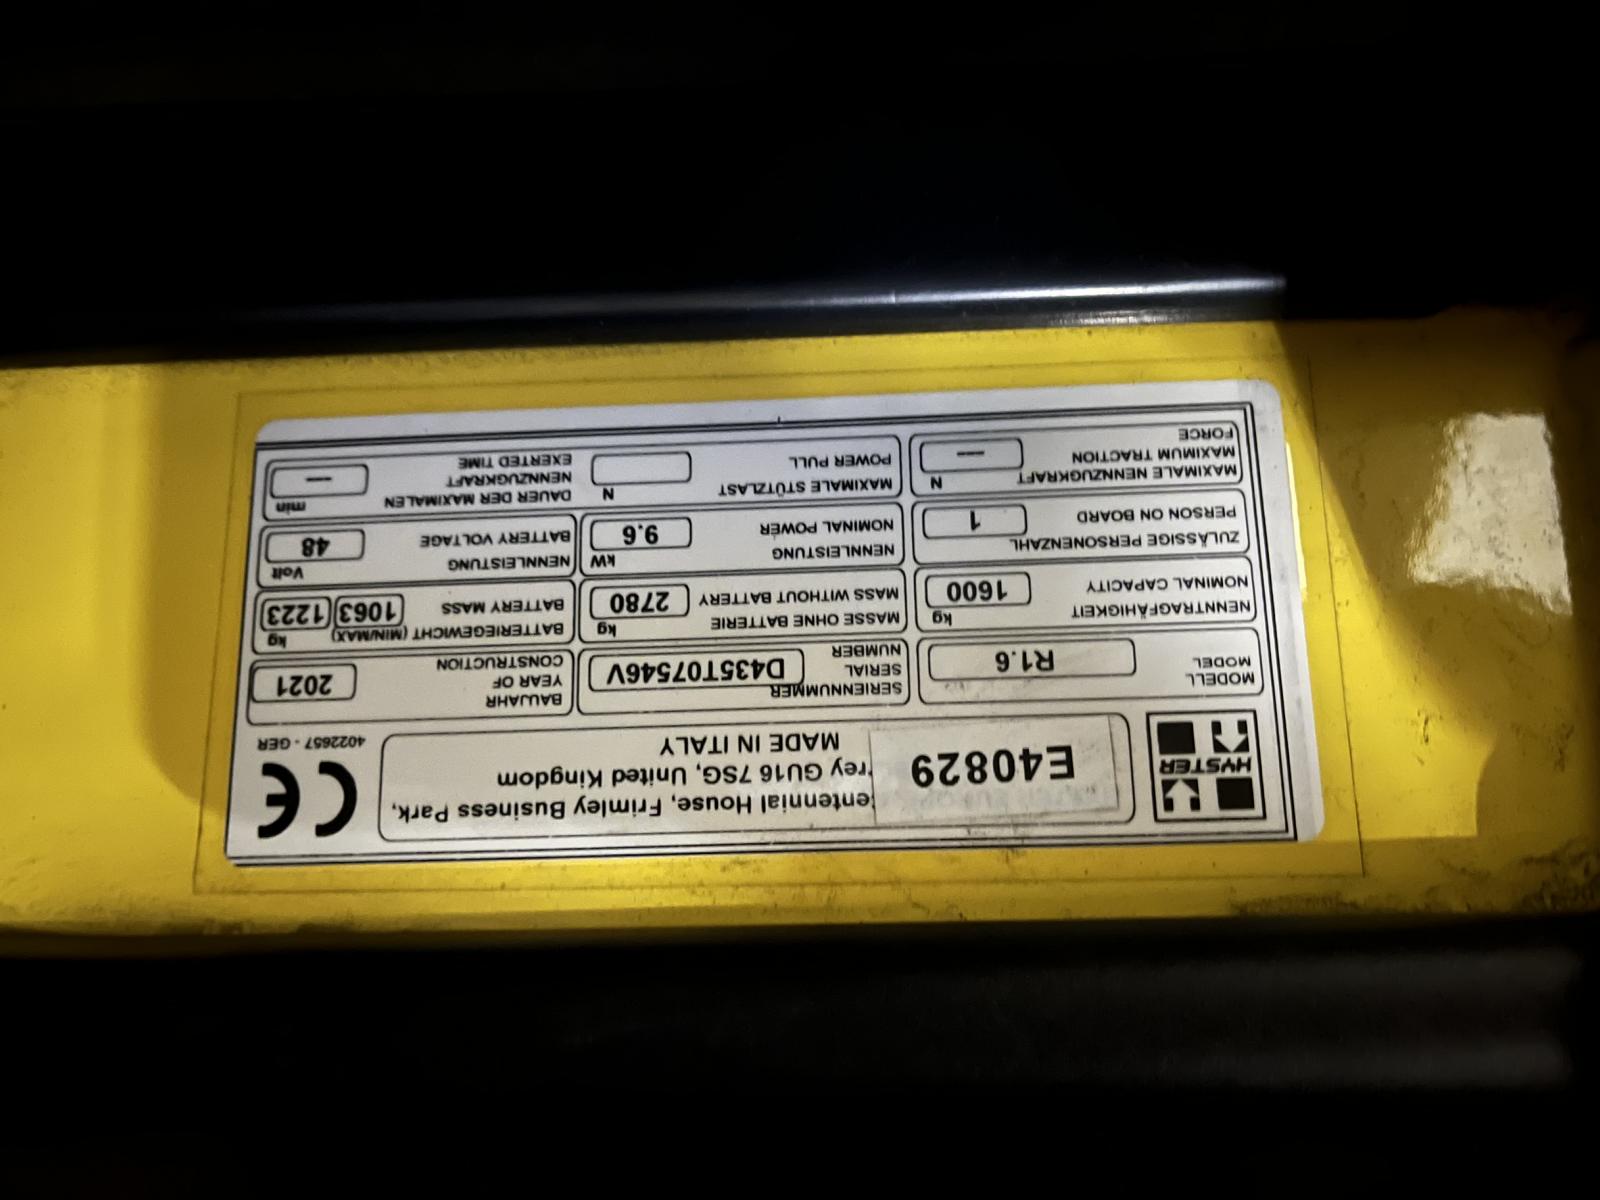 HYSTER
E40829
entennial House, Frimley Business Park,
rey GU16 7SG, United Kingdom
MADE IN ITALY
CE
4022657 - GER
MODELL
MODEL
R1.6
SERIENNUMMER
SERIAL
NUMBER
D435T07546V
BAUJAHR
YEAR OF
CONSTRUCTION
2021
NENNTRAGFÄHIGKEIT
NOMINAL CAPACITY
kg
1600
MASSE OHNE BATTERIE
MASS WITHOUT BATTERY
kg
2780
BATTERIEGEWICHT (MIN/MAX)
BATTERY MASS
kg
1063 1223
ZULÄSSIGE PERSONENZAHL
PERSON ON BOARD
1
NENNLEISTUNG
NOMINAL POWER
kW
9.6
NENNLEISTUNG
BATTERY VOLTAGE
Volt
48
MAXIMALE NENNZUGKRAFT
MAXIMUM TRACTION
FORCE
N
—
MAXIMALE STÜTZLAST
POWER PULL
N
DAUER DER MAXIMALEN
NENNZUGKRAFT
EXERTED TIME
min
—